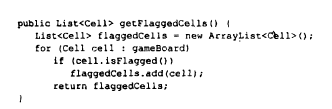 public List<Cell> getFlaggedCells() {
List<Cell> flaggedCells = new ArrayList<Cell>();
for (Cell cell : gameBoard)
if (cell.isFlagged())
flaggedCells.add(cell);
return flaggedCells;
}